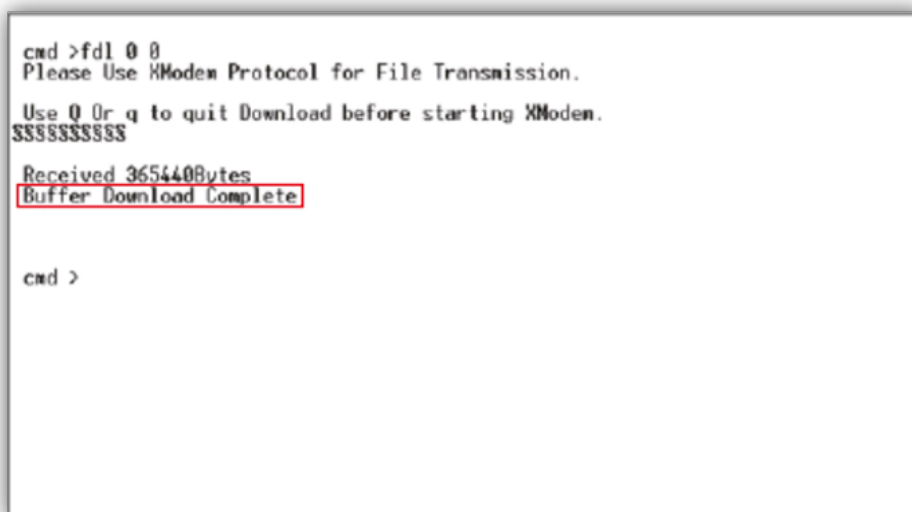 cmd >fdl 0 0
Please Use XModem Protocol for File Transmission.
Use Q Or q to quit Download before starting XModem.
§§§§§§§§§§
Received 365440Bytes
Buffer Download Complete
cmd >